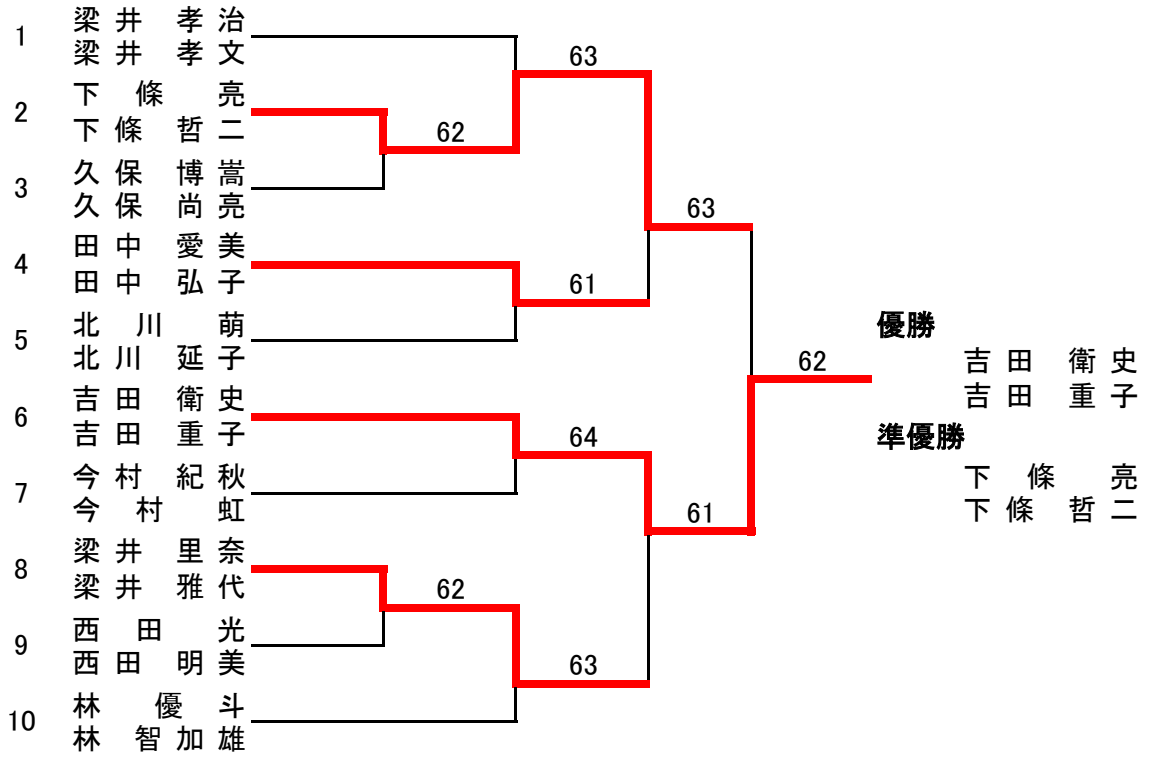 1 梁井 孝治
梁井 孝文
2 下條 亮
下條 哲二
3 久保 博嵩
久保 尚亮
4 田中 愛美
田中 弘子
5 北川 萌
北川 延子
6 吉田 衛史
吉田 重子
7 今村 紀秋
今村 虹
8 梁井 里奈
梁井 雅代
9 西田 光
西田 明美
10 林 優斗
林 智加雄
62
62
63
61
64
63
63
61
62
優勝
吉田 衛史
吉田 重子
準優勝
下條 亮
下條 哲二